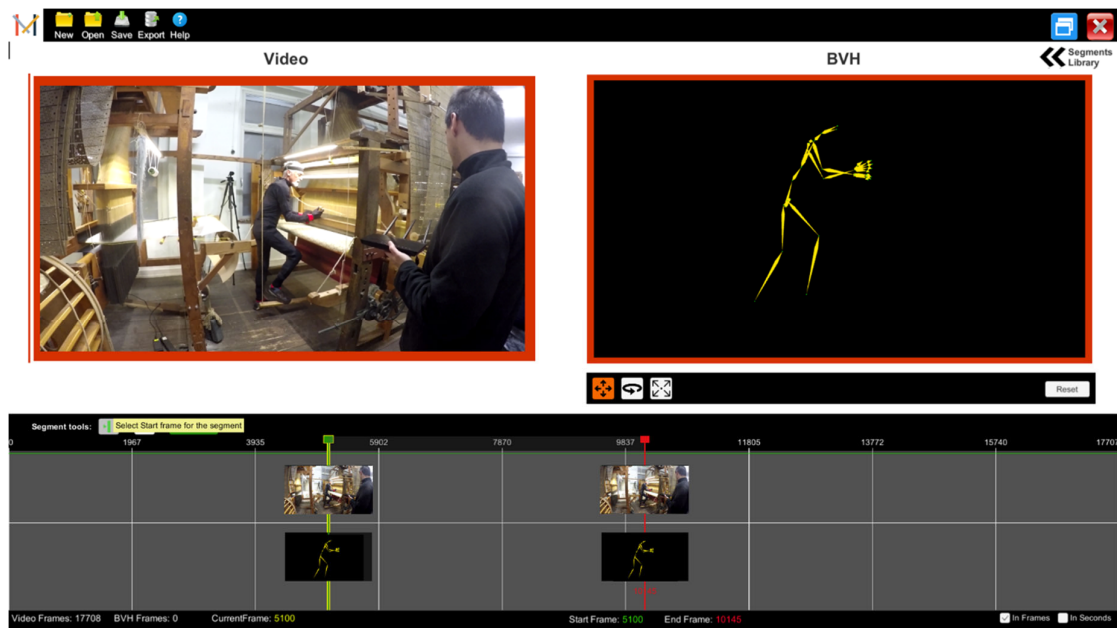 New Open Save Export Help
Video
BVH
Segments
Library
Reset
Segment tools: Select Start frame for the segment
0 1967 3935 5902 7870 9837 11805 13772 15740 17707
Video Frames: 17708 BVH Frames: 0 CurrentFrame: 5100 Start Frame: 5100 End Frame: 10145 In Frames In Seconds